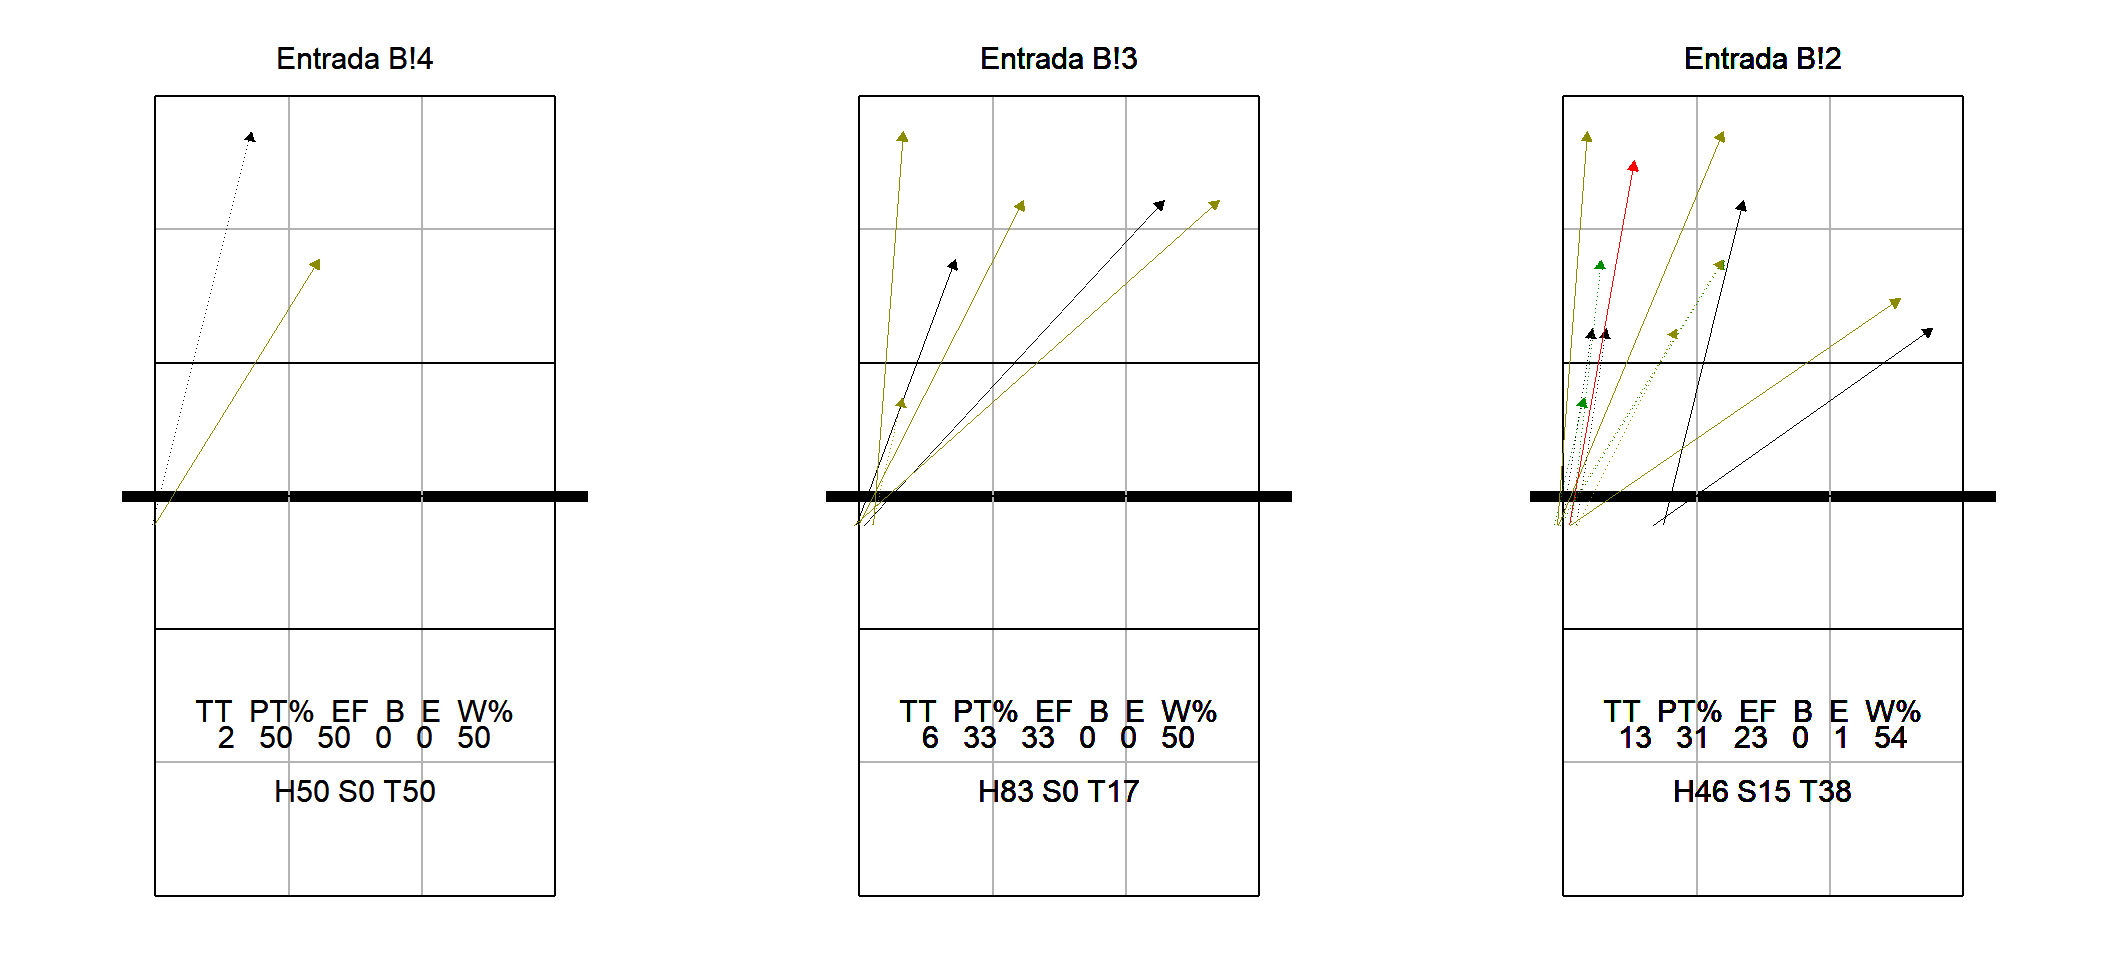 Entrada B!4
TT PT% EF B E W%
2 50 50 0 0 50
H50 S0 T50
Entrada B!3
TT PT% EF B E W%
6 33 33 0 0 50
H83 S0 T17
Entrada B!2
TT PT% EF B E W%
13 31 23 0 1 54
H46 S15 T38